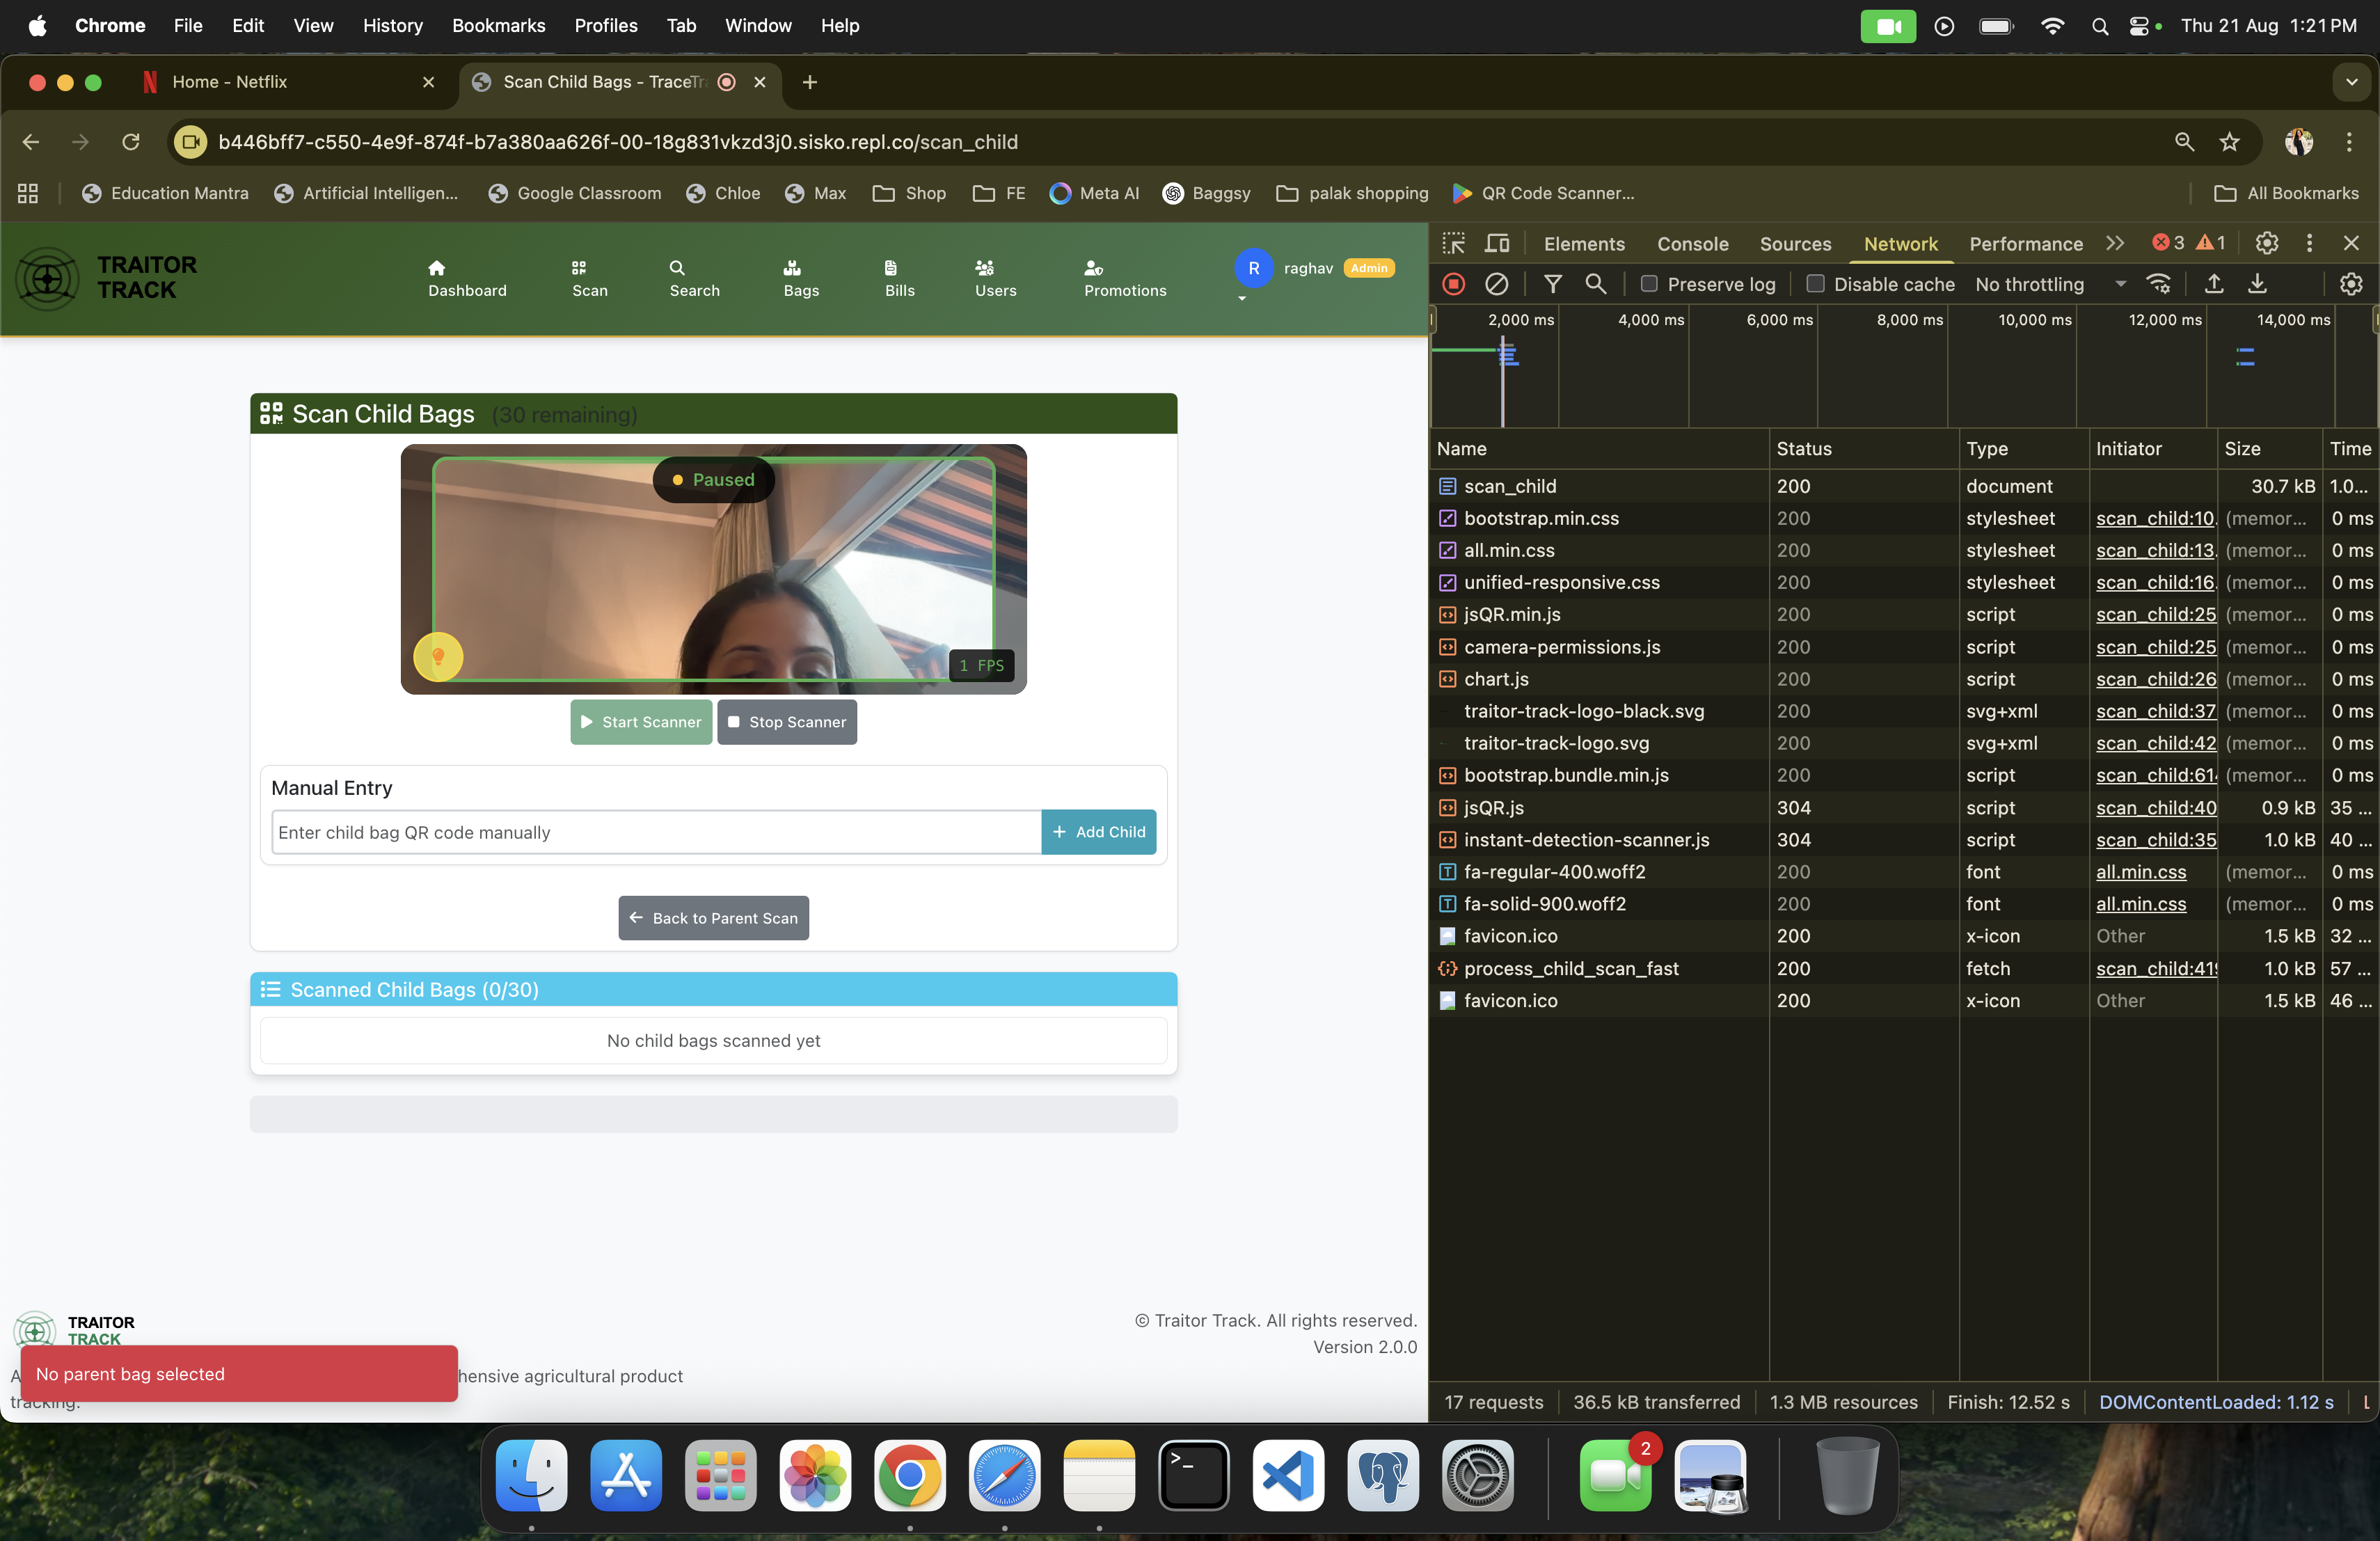 Chrome File Edit View History Bookmarks Profiles Tab Window Help Thu 21 Aug 1:21 PM
Home - Netflix Scan Child Bags - TraceTr
b446bff7-c550-4e9f-874f-b7a380aa626f-00-18g831vkzd3j0.sisko.repl.co/scan_child
Education Mantra Artificial Intelligen... Google Classroom Chloe Max Shop FE Meta AI Baggsy palak shopping QR Code Scanner... All Bookmarks
TRAITOR
TRACK
Dashboard Scan Search Bags Bills Users Promotions R raghav Admin
Scan Child Bags (30 remaining)
Paused
1 FPS
Start Scanner Stop Scanner
Manual Entry
Enter child bag QR code manually + Add Child
Back to Parent Scan
Scanned Child Bags (0/30)
No child bags scanned yet
TRAITOR
TRACK
© Traitor Track. All rights reserved.
Version 2.0.0
A
hensive agricultural product
tracking.
No parent bag selected
Elements Console Sources Network Performance 3 1
Preserve log Disable cache No throttling
2,000 ms 4,000 ms 6,000 ms 8,000 ms 10,000 ms 12,000 ms 14,000 ms
Name Status Type Initiator Size Time
scan_child 200 document 30.7 kB 1.0...
bootstrap.min.css 200 stylesheet scan_child:10 (memor... 0 ms
all.min.css 200 stylesheet scan_child:13 (memor... 0 ms
unified-responsive.css 200 stylesheet scan_child:16 (memor... 0 ms
jsQR.min.js 200 script scan_child:25 (memor... 0 ms
camera-permissions.js 200 script scan_child:25 (memor... 0 ms
chart.js 200 script scan_child:26 (memor... 0 ms
traitor-track-logo-black.svg 200 svg+xml scan_child:37 (memor... 0 ms
traitor-track-logo.svg 200 svg+xml scan_child:42 (memor... 0 ms
bootstrap.bundle.min.js 200 script scan_child:61 (memor... 0 ms
jsQR.js 304 script scan_child:40 0.9 kB 35 ...
instant-detection-scanner.js 304 script scan_child:35 1.0 kB 40 ...
fa-regular-400.woff2 200 font all.min.css (memor... 0 ms
fa-solid-900.woff2 200 font all.min.css (memor... 0 ms
favicon.ico 200 x-icon Other 1.5 kB 32 ...
process_child_scan_fast 200 fetch scan_child:41 1.0 kB 57 ...
favicon.ico 200 x-icon Other 1.5 kB 46 ...
17 requests 36.5 kB transferred 1.3 MB resources Finish: 12.52 s DOMContentLoaded: 1.12 s L
2